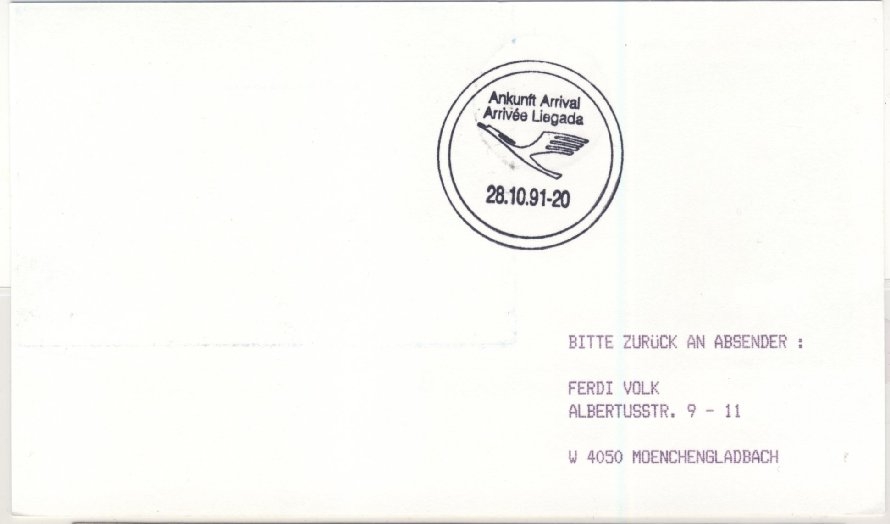 Ankunft Arrival
Arrivée Llegada
28.10.91-20
BITTE ZURÜCK AN ABSENDER :
FERDI VOLK
ALBERTUSSTR. 9 - 11
W 4050 MOENCHENGLADBACH